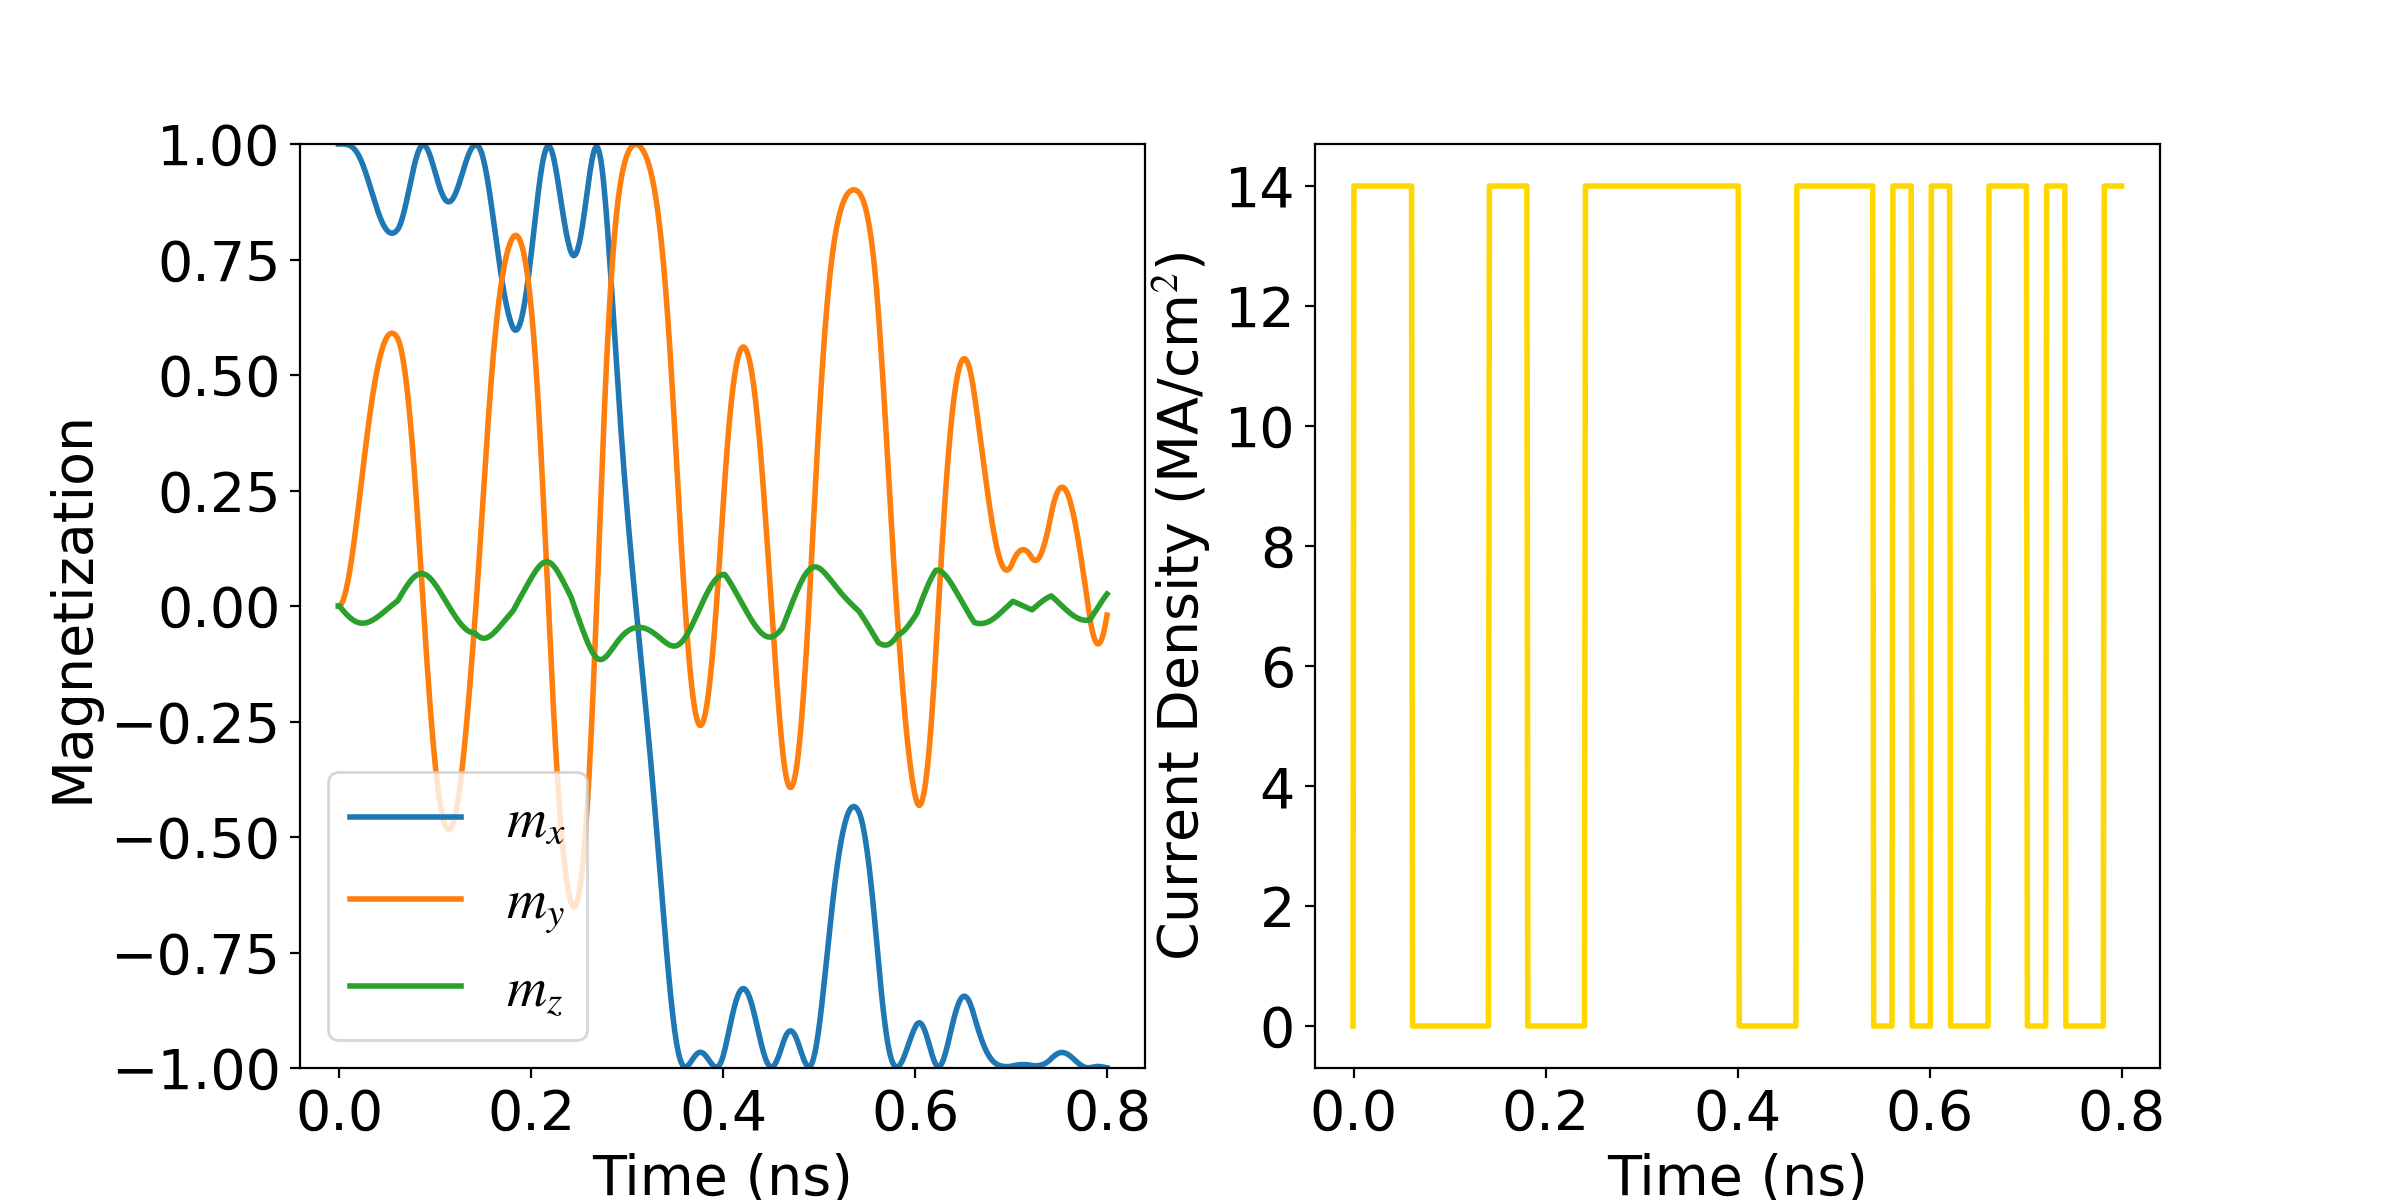 Magnetization
1.00
0.75
0.50
0.25
0.00
−0.25
−0.50
−0.75
−1.00
0.0 0.2 0.4 0.6 0.8
Time (ns)
m_x
m_y
m_z
Current Density (MA/cm²)
14
12
10
8
6
4
2
0
0.0 0.2 0.4 0.6 0.8
Time (ns)